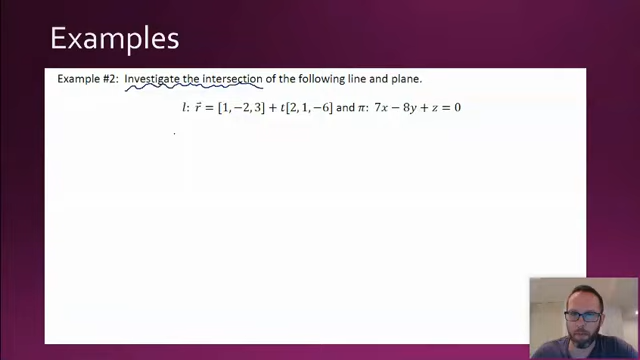 Examples
Example #2: Investigate the intersection of the following line and plane.
l: r⃗ = [1, −2, 3] + t[2, 1, −6] and π: 7x − 8y + z = 0